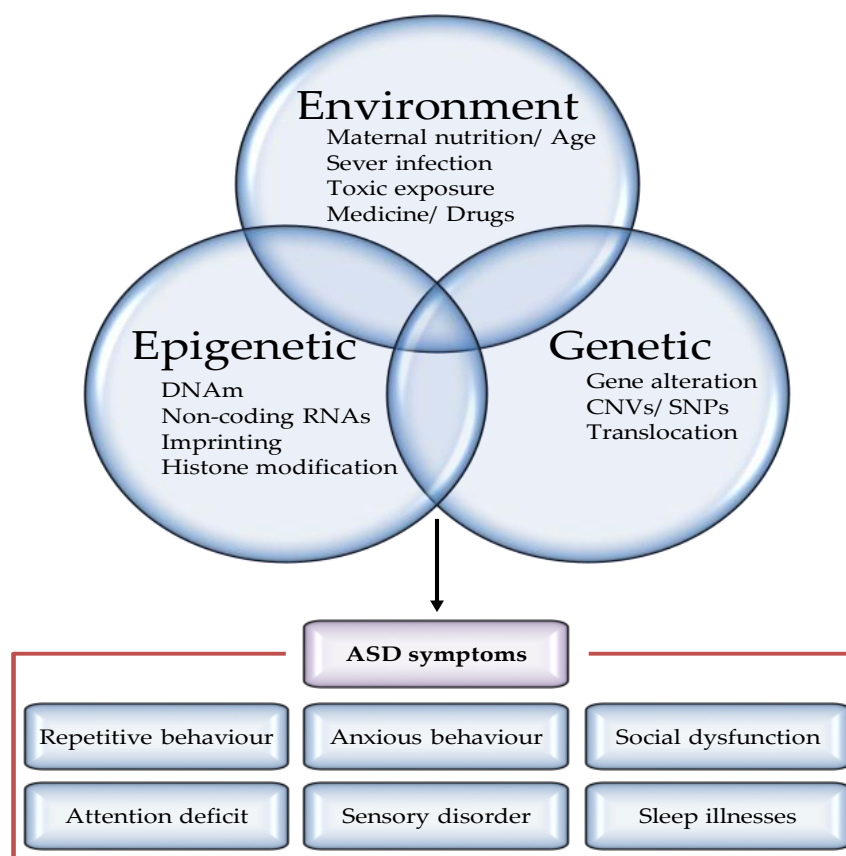 Environment
Maternal nutrition/ Age
Sever infection
Toxic exposure
Medicine/ Drugs
Epigenetic
DNAm
Non-coding RNAs
Imprinting
Histone modification
Genetic
Gene alteration
CNVs/ SNPs
Translocation
ASD symptoms
Repetitive behaviour
Anxious behaviour
Social dysfunction
Attention deficit
Sensory disorder
Sleep illnesses